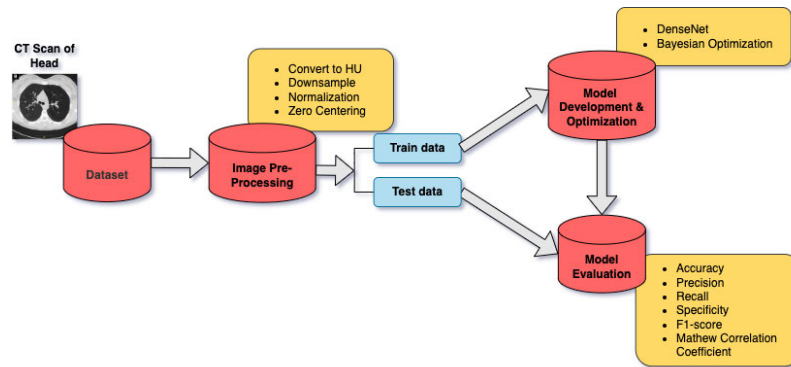 CT Scan of
Head
Dataset
• Convert to HU
• Downsample
• Normalization
• Zero Centering
Image Pre-
Processing
Train data
Test data
• DenseNet
• Bayesian Optimization
Model
Development &
Optimization
Model
Evaluation
• Accuracy
• Precision
• Recall
• Specificity
• F1-score
• Mathew Correlation
Coefficient